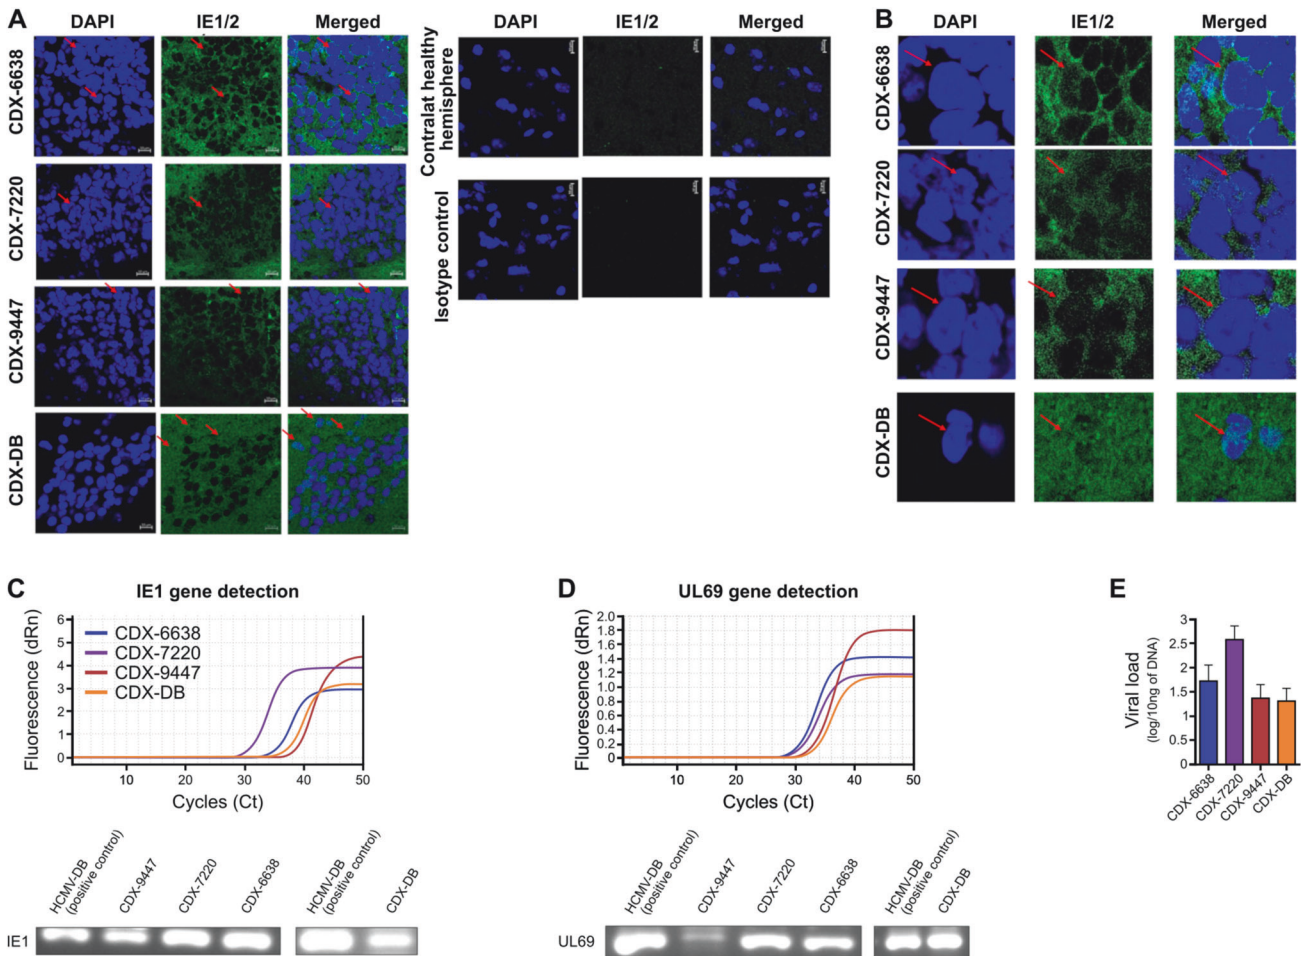 A
DAPI
IE1/2
Merged
CDX-6638
CDX-7220
CDX-9447
CDX-DB
Contralat healthy
hemisphere
Isotype control
B
DAPI
IE1/2
Merged
CDX-6638
CDX-7220
CDX-9447
CDX-DB
C
IE1 gene detection
Fluorescence (dRn)
6
5
4
3
2
1
0
CDX-6638
CDX-7220
CDX-9447
CDX-DB
10
20
30
40
50
Cycles (Ct)
HCMV-DB
(positive control)
CDX-9447
CDX-7220
CDX-6638
HCMV-DB
(positive control)
CDX-DB
IE1
D
UL69 gene detection
Fluorescence (dRn)
2.0
1.8
1.6
1.4
1.2
1.0
0.8
0.6
0.4
0.2
0
10
20
30
40
50
Cycles (Ct)
HCMV-DB
(positive control)
CDX-9447
CDX-7220
CDX-6638
HCMV-DB
(positive control)
CDX-DB
UL69
E
Viral load
(log/10ng of DNA)
3
2.5
2
1.5
1
0.5
0
CDX-6638
CDX-7220
CDX-9447
CDX-DB